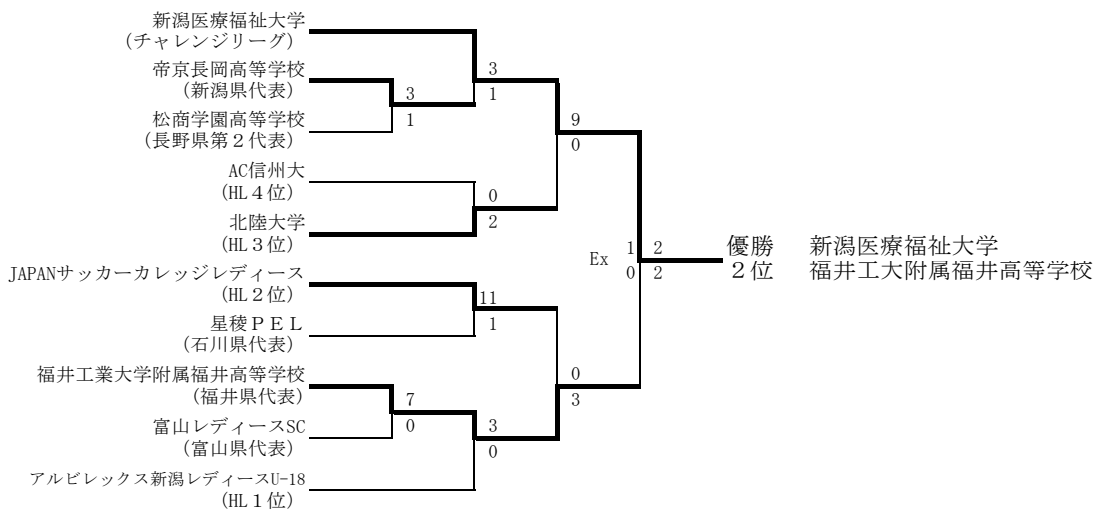 新潟医療福祉大学
(チャレンジリーグ)
帝京長岡高等学校
(新潟県代表)
松商学園高等学校
(長野県第２代表)
AC信州大
(HL４位)
北陸大学
(HL３位)
JAPANサッカーカレッジレディース
(HL２位)
星稜ＰＥＬ
(石川県代表)
福井工業大学附属福井高等学校
(福井県代表)
富山レディースSC
(富山県代表)
アルビレックス新潟レディースU-18
(HL１位)
3
1
3
1
0
2
11
1
7
0
3
0
9
0
0
3
Ex
1 2
0 2
優勝 新潟医療福祉大学
２位 福井工大附属福井高等学校